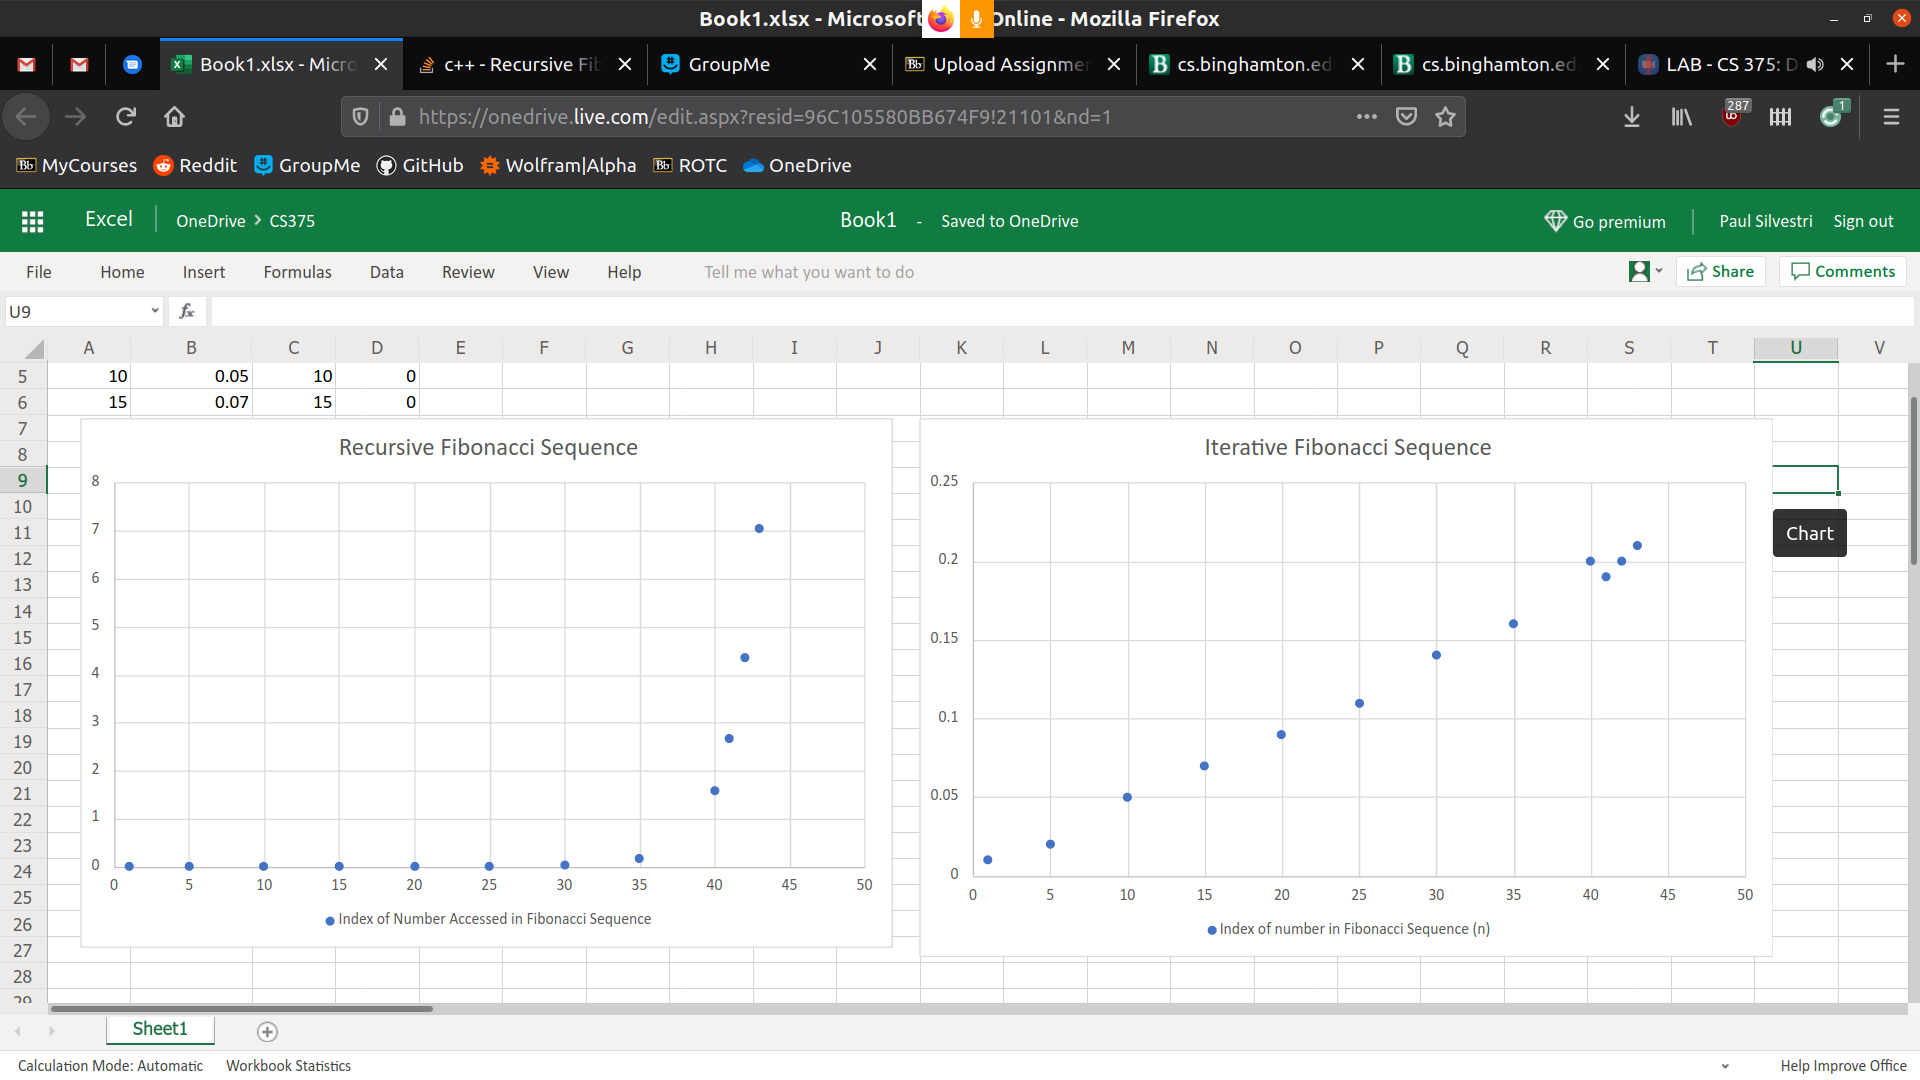 Book1.xlsx - Microsoft Online - Mozilla Firefox
Book1.xlsx - Micro
c++ - Recursive Fib
GroupMe
Bb Upload Assignmen
B cs.binghamton.ed
B cs.binghamton.ed
LAB - CS 375: D
https://onedrive.live.com/edit.aspx?resid=96C105580BB674F9!21101&nd=1
287
1
Bb MyCourses Reddit GroupMe GitHub Wolfram|Alpha Bb ROTC OneDrive
Excel OneDrive > CS375 Book1 - Saved to OneDrive Go premium Paul Silvestri Sign out
File Home Insert Formulas Data Review View Help Tell me what you want to do Share Comments
U9 fx
A B C D E F G H I J K L M N O P Q R S T U V
5 10 0.05 10 0
6 15 0.07 15 0
7
8
9
10
11
12
13
14
15
16
17
18
19
20
21
22
23
24
25
26
27
28
29
Recursive Fibonacci Sequence
8
7
6
5
4
3
2
1
0
0 5 10 15 20 25 30 35 40 45 50
Index of Number Accessed in Fibonacci Sequence
Iterative Fibonacci Sequence
0.25
0.2
0.15
0.1
0.05
0
0 5 10 15 20 25 30 35 40 45 50
Index of number in Fibonacci Sequence (n)
Chart
Sheet1
Calculation Mode: Automatic Workbook Statistics Help Improve Office